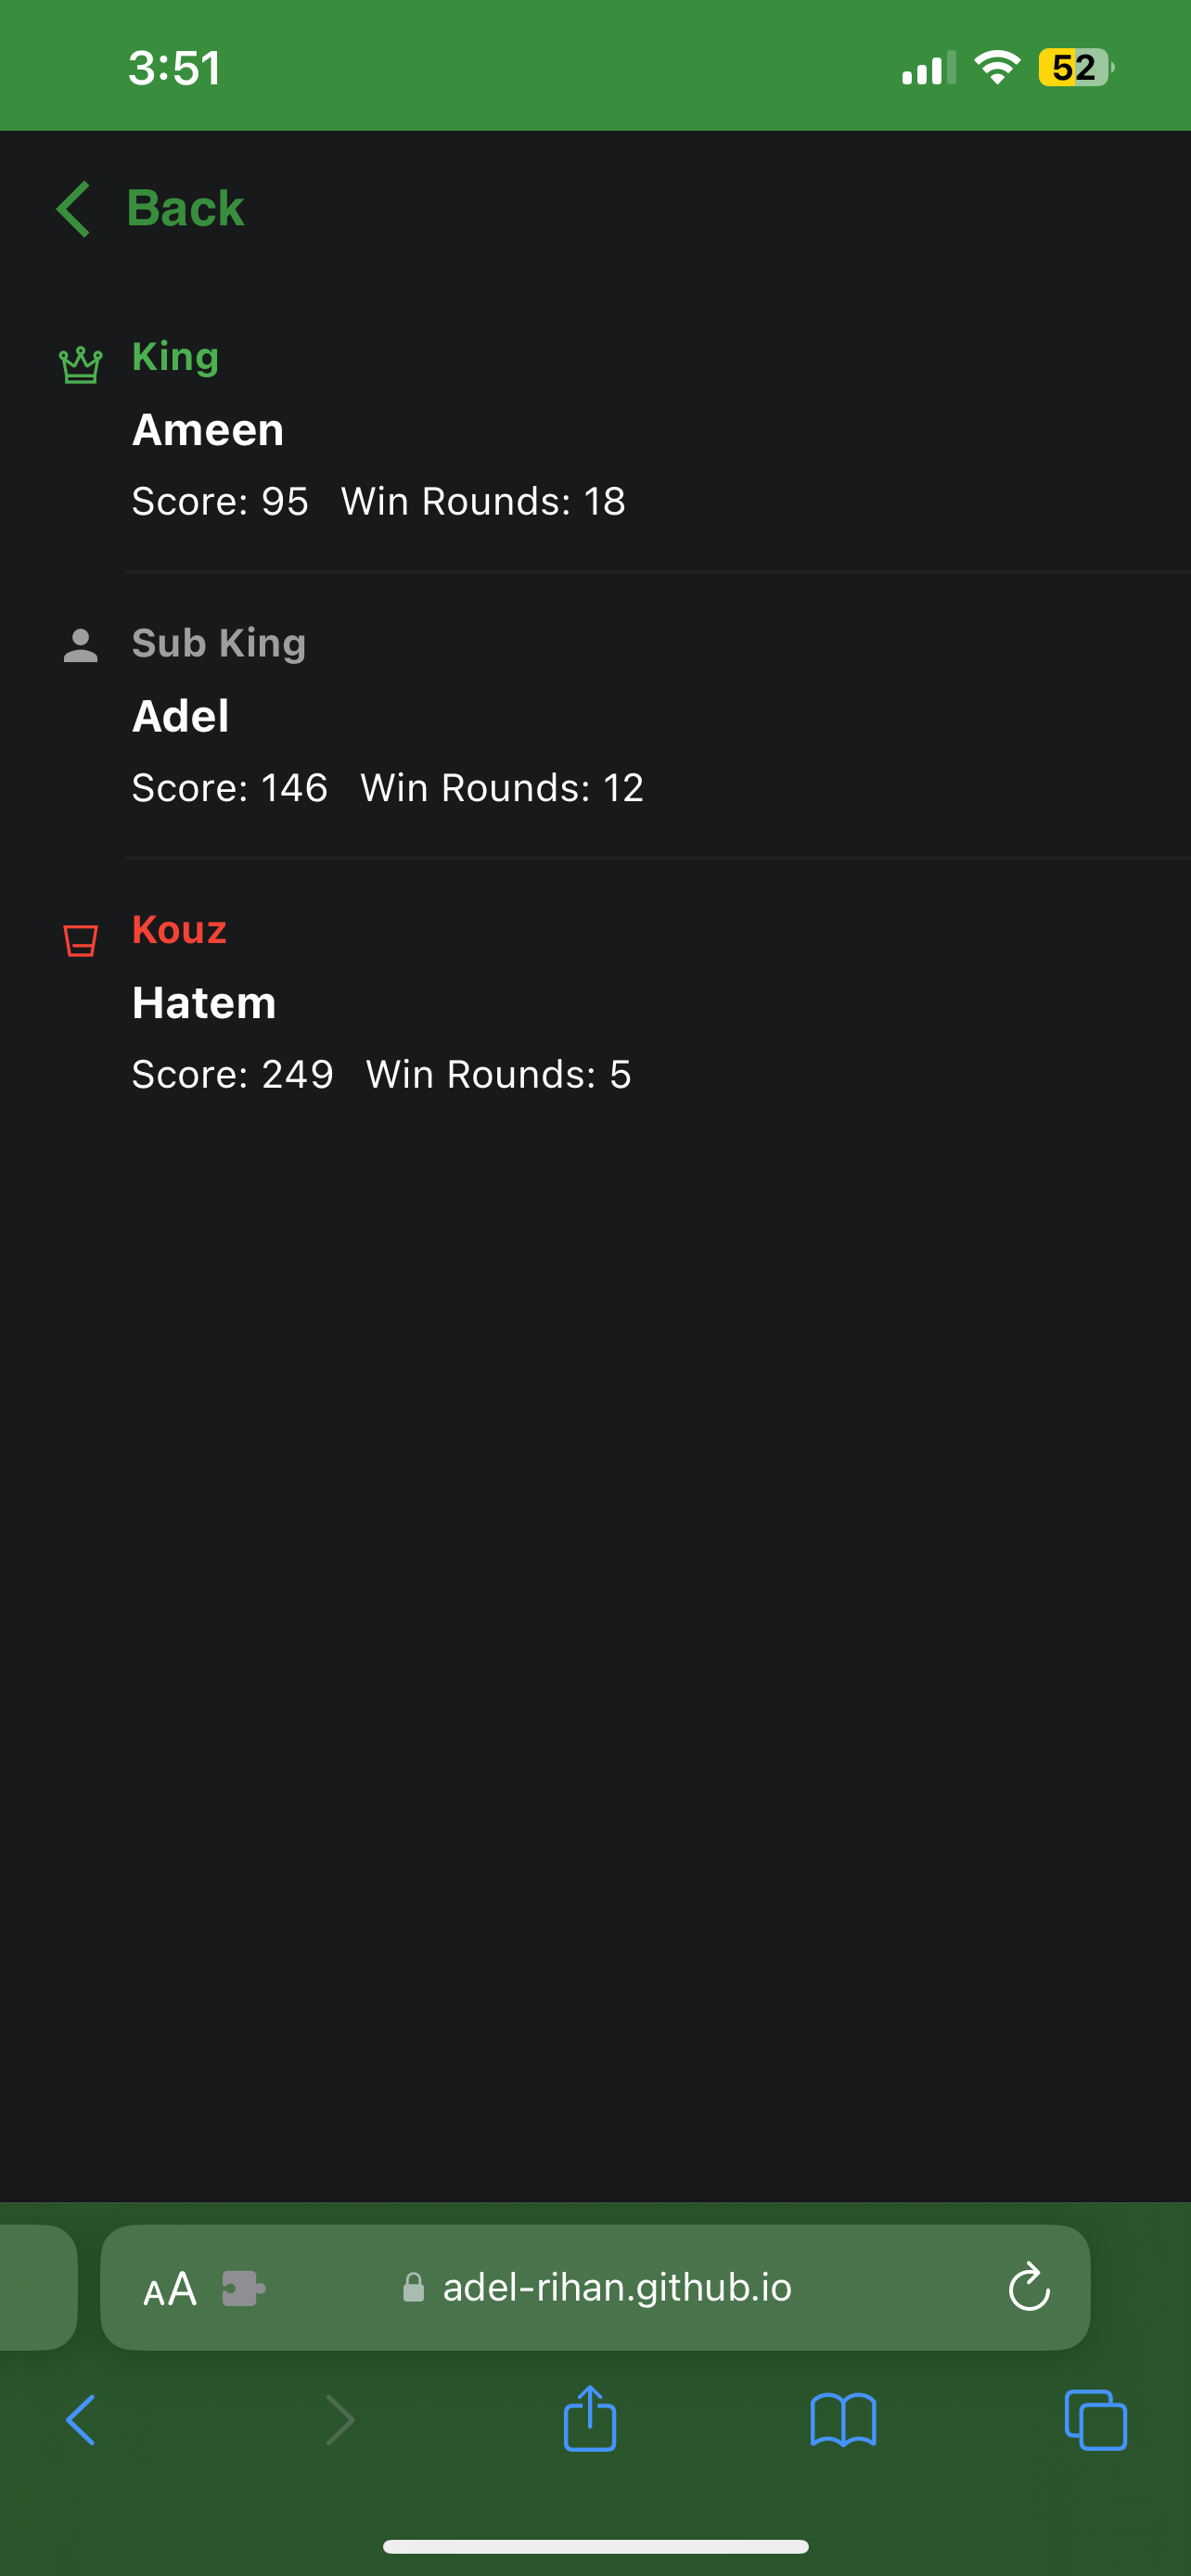 3:51
52
Back
King
Ameen
Score: 95 Win Rounds: 18
Sub King
Adel
Score: 146 Win Rounds: 12
Kouz
Hatem
Score: 249 Win Rounds: 5
AA adel-rihan.github.io